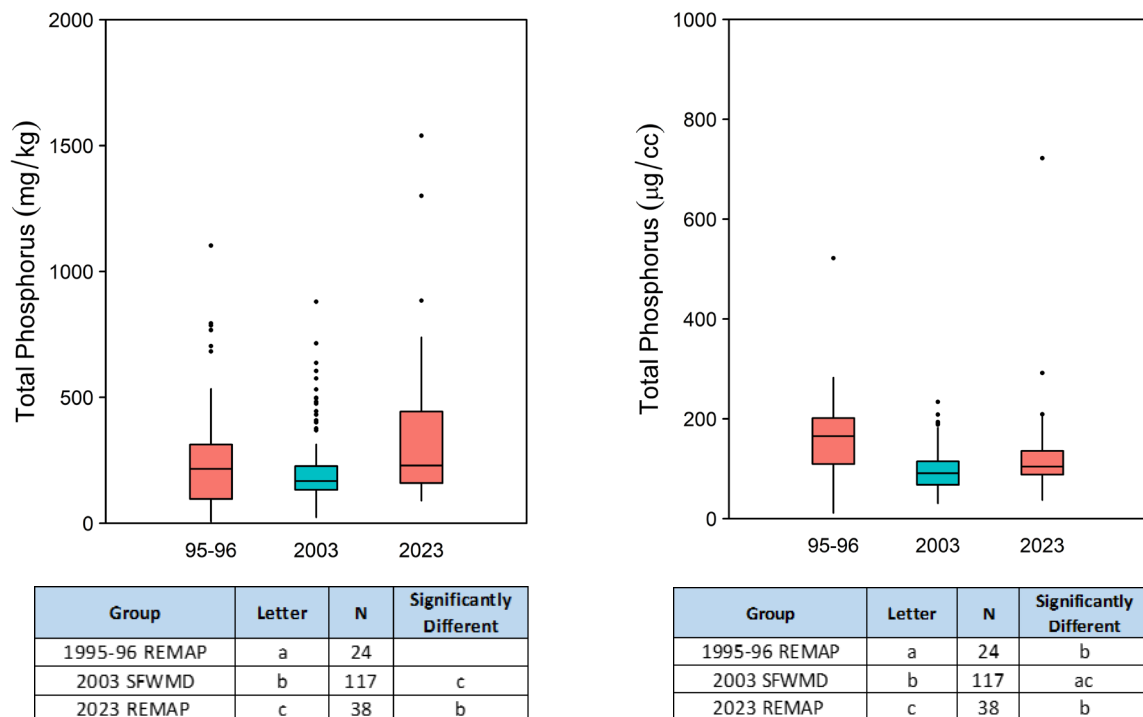 Total Phosphorus (mg/kg)
2000
1500
1000
500
0
95-96 2003 2023
Group Letter N Significantly Different
1995-96 REMAP a 24
2003 SFWMD b 117 c
2023 REMAP c 38 b
Total Phosphorus (µg/cc)
1000
800
600
400
200
0
95-96 2003 2023
Group Letter N Significantly Different
1995-96 REMAP a 24 b
2003 SFWMD b 117 ac
2023 REMAP c 38 b